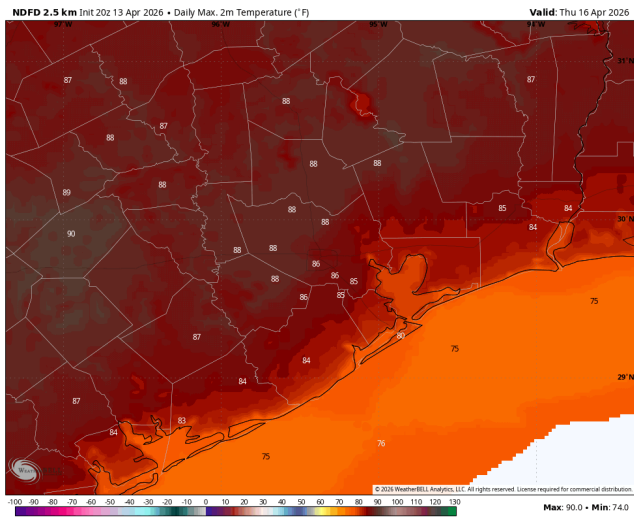 NDFD 2.5 km Init 20z 13 Apr 2026 • Daily Max. 2m Temperature (°F)
Valid: Thu 16 Apr 2026
97°W 96°W 95°W 94°W
31°N
87 88 87
88
88 87
88 88
89 88
85 84
88
30°N
90 88 84
88 88
86
88 86 85
86 85
75
87 80
75
84
29°N
84
87
83
84
76
75
© 2026 WeatherBELL Analytics, LLC. All rights reserved. License required for commercial distribution.
-100 -90 -80 -70 -60 -50 -40 -30 -20 -10 0 10 20 30 40 50 60 70 80 90 100 110 120 130
Max: 90.0 • Min: 74.0